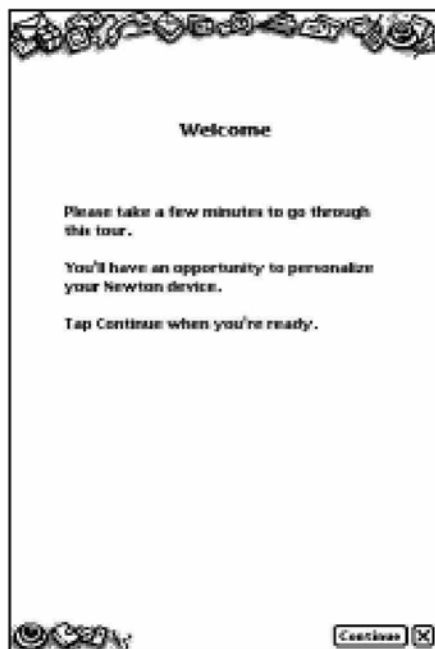 Welcome
Please take a few minutes to go through
this tour.
You'll have an opportunity to personalize
your Newton device.
Tap Continue when you're ready.
Continue